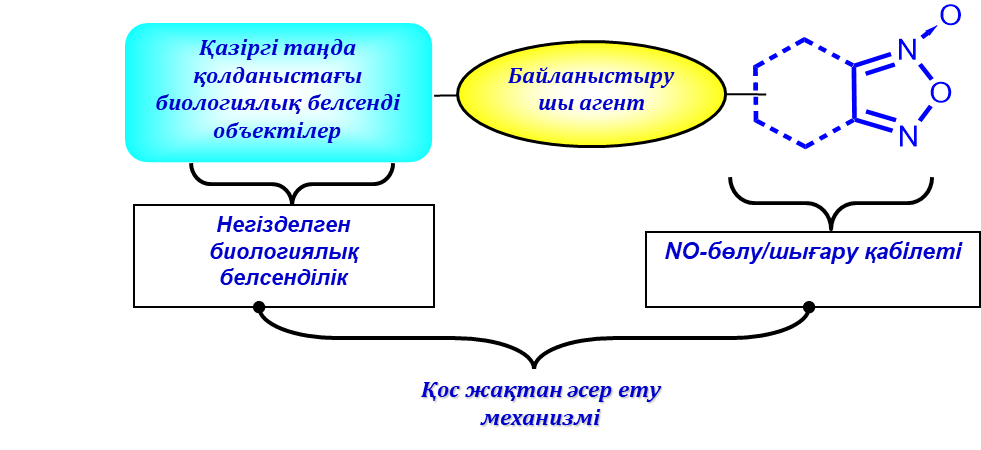 Қазіргі таңда
қолданыстағы
биологиялық белсенді
объектілер
Байланыстыру
шы агент
O
N
O
N
Негізделген
биологиялық
белсенділік
NO-бөлу/шығару қабілеті
Қос жақтан әсер ету
механизмі